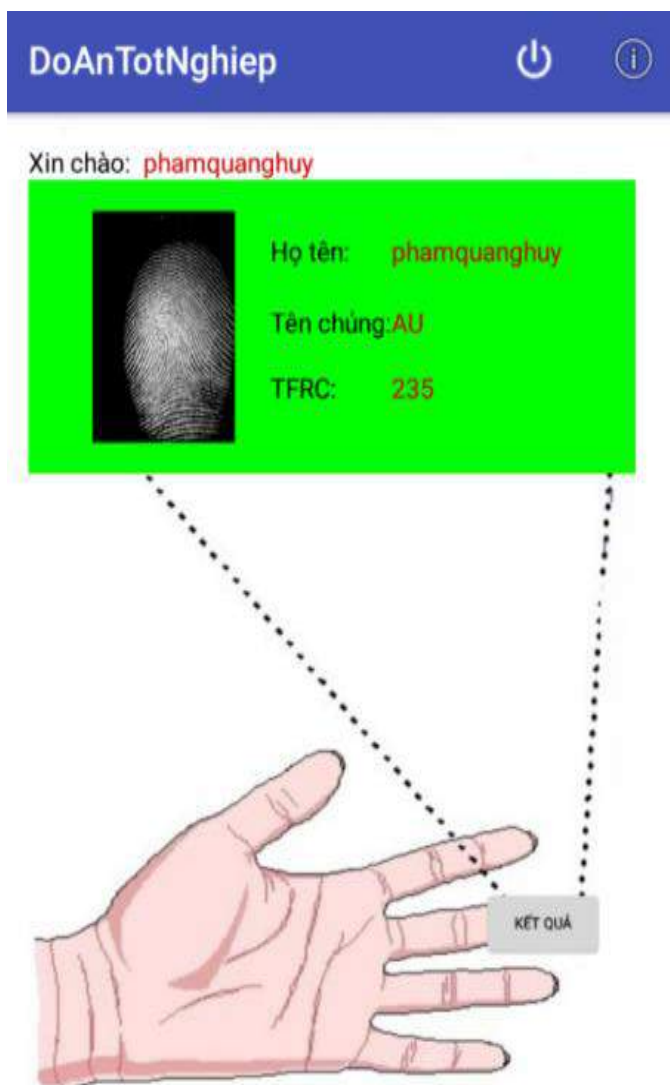 DoAnTotNghiep
Xin chào: phamquanghuy
Họ tên: phamquanghuy
Tên chủng:AU
TFRC: 235
KẾT QUẢ